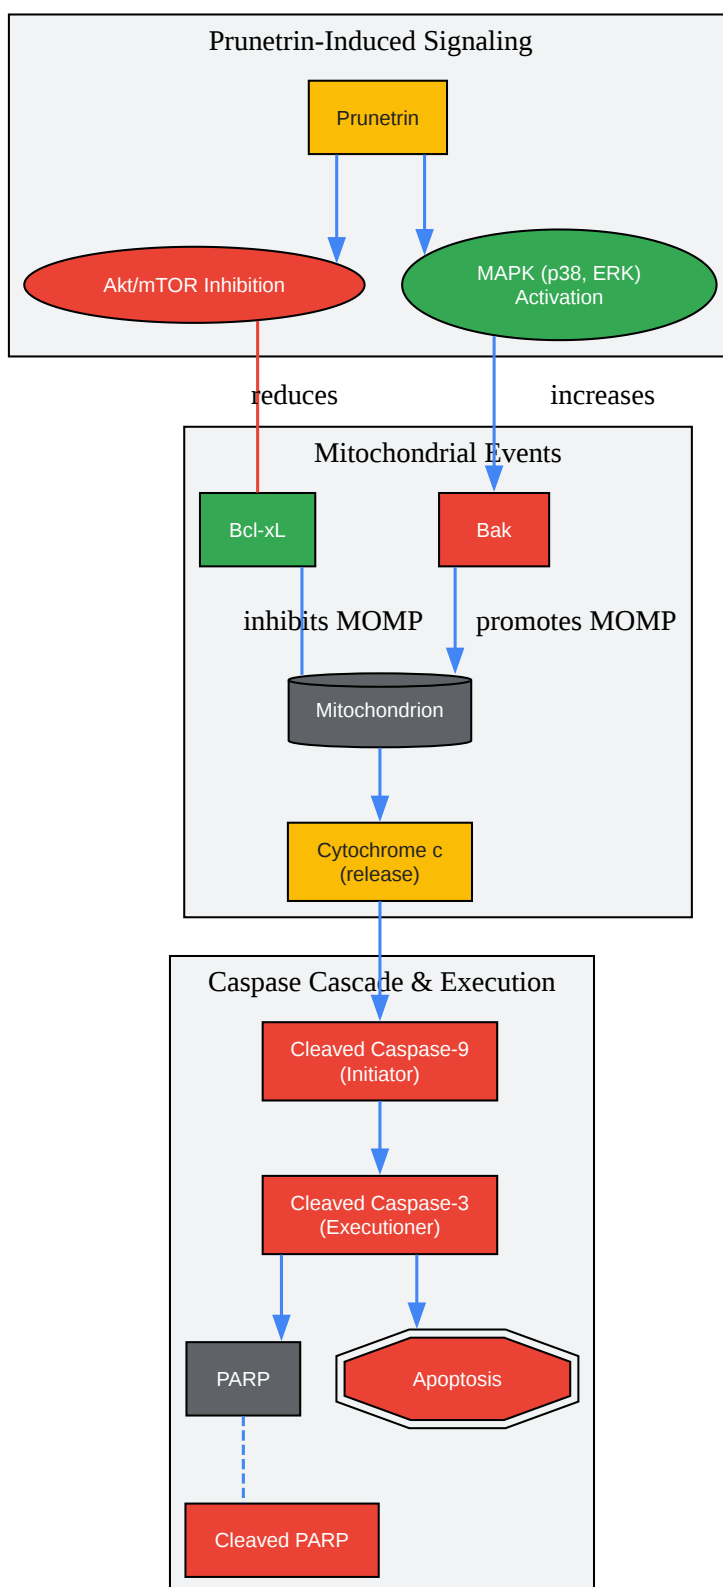 Prunetrin-Induced Signaling
Prunetrin
Akt/mTOR Inhibition
MAPK (p38, ERK)
Activation
reduces
increases
Mitochondrial Events
Bcl-xL
Bak
inhibits MOMP
promotes MOMP
Mitochondrion
Cytochrome c
(release)
Caspase Cascade & Execution
Cleaved Caspase-9
(Initiator)
Cleaved Caspase-3
(Executioner)
PARP
Apoptosis
Cleaved PARP